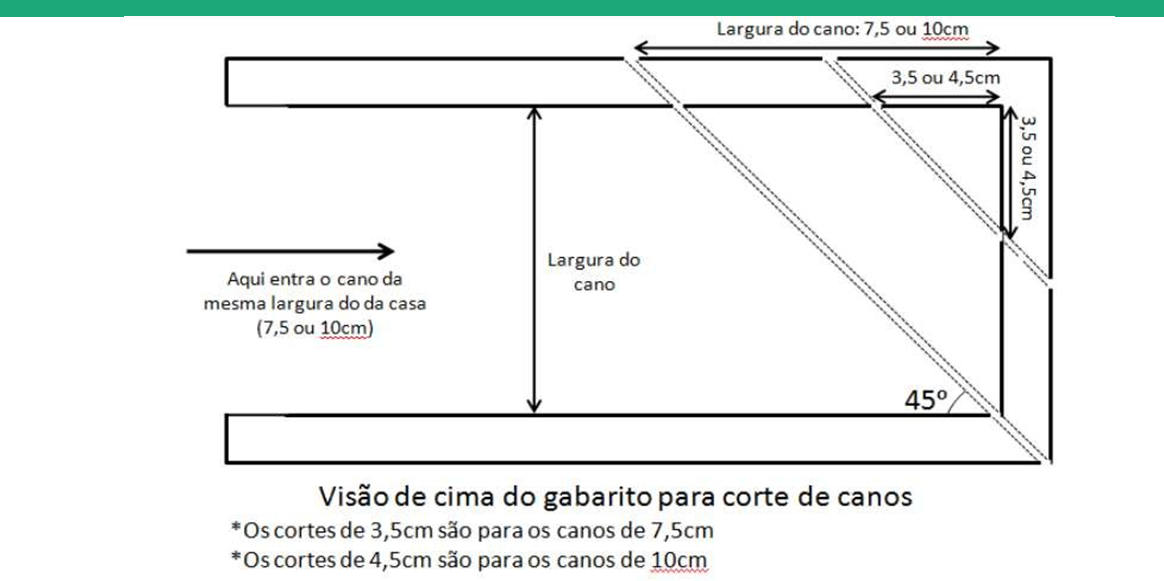 Largura do cano: 7,5 ou 10cm
3,5 ou 4,5cm
3,5 ou 4,5cm
Largura do
cano
Aqui entra o cano da
mesma largura do da casa
(7,5 ou 10cm)
45º
Visão de cima do gabarito para corte de canos
*Os cortes de 3,5cm são para os canos de 7,5cm
*Os cortes de 4,5cm são para os canos de 10cm